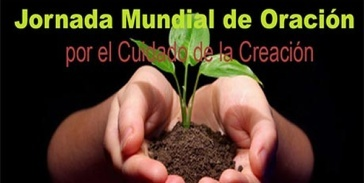 Jornada Mundial de Oración
por el Cuidado de la Creación